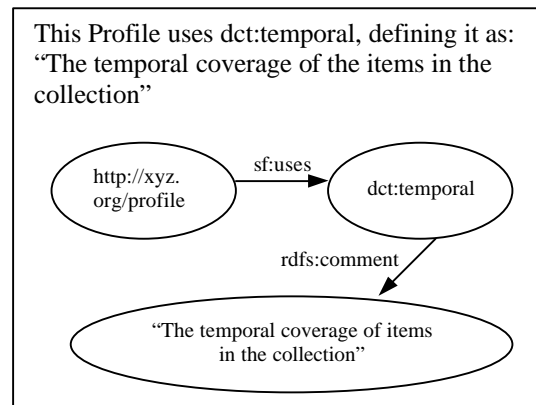 This Profile uses dct:temporal, defining it as:
“The temporal coverage of the items in the
collection”
http://xyz.
org/profile
sf:uses
dct:temporal
rdfs:comment
“The temporal coverage of items
in the collection”